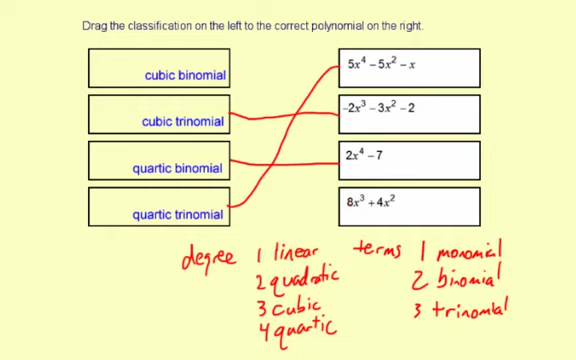 Drag the classification on the left to the correct polynomial on the right.
cubic binomial
cubic trinomial
quartic binomial
quartic trinomial
5x⁴ – 5x² – x
–2x³ – 3x² – 2
2x⁴ – 7
8x³ + 4x²
degree 1 linear
2 quadratic
3 cubic
4 quartic
terms 1 monomial
2 binomial
3 trinomial